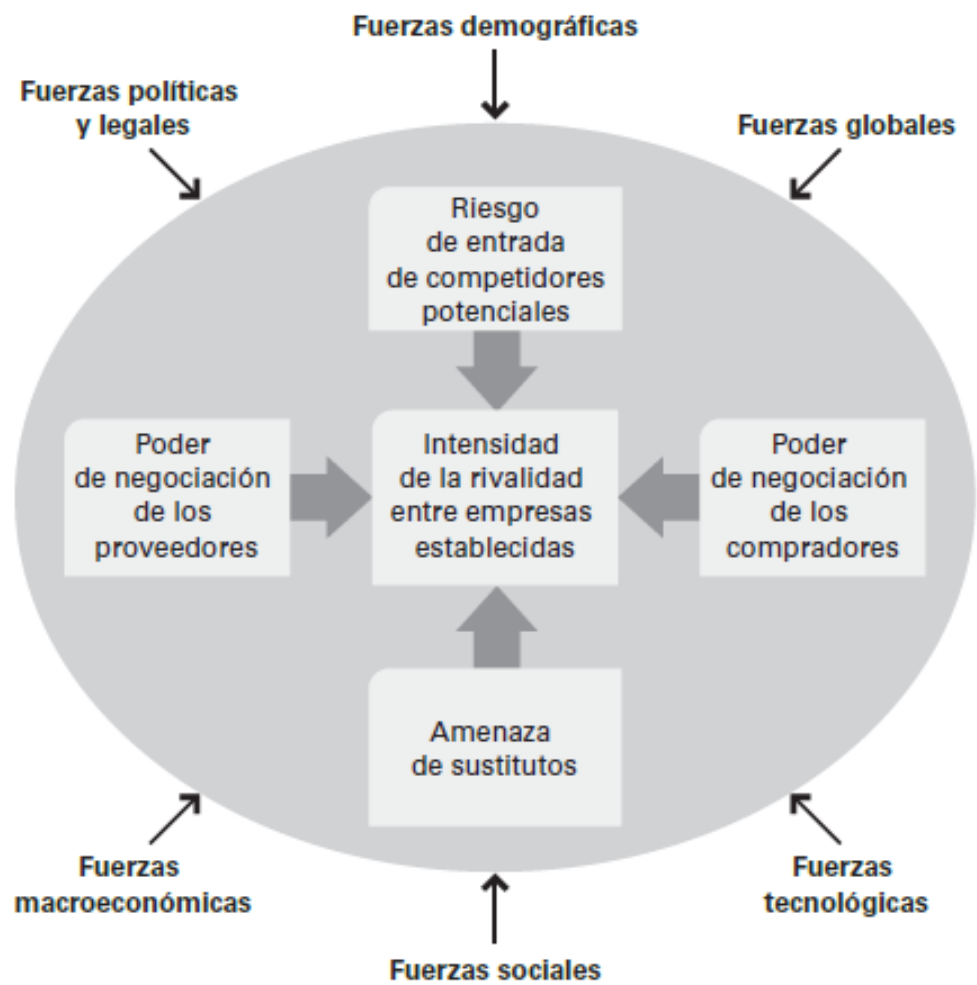 Fuerzas demográficas
Fuerzas políticas
y legales
Fuerzas globales
Riesgo
de entrada
de competidores
potenciales
Poder
de negociación
de los
proveedores
Intensidad
de la rivalidad
entre empresas
establecidas
Poder
de negociación
de los
compradores
Amenaza
de sustitutos
Fuerzas
macroeconómicas
Fuerzas
tecnológicas
Fuerzas sociales